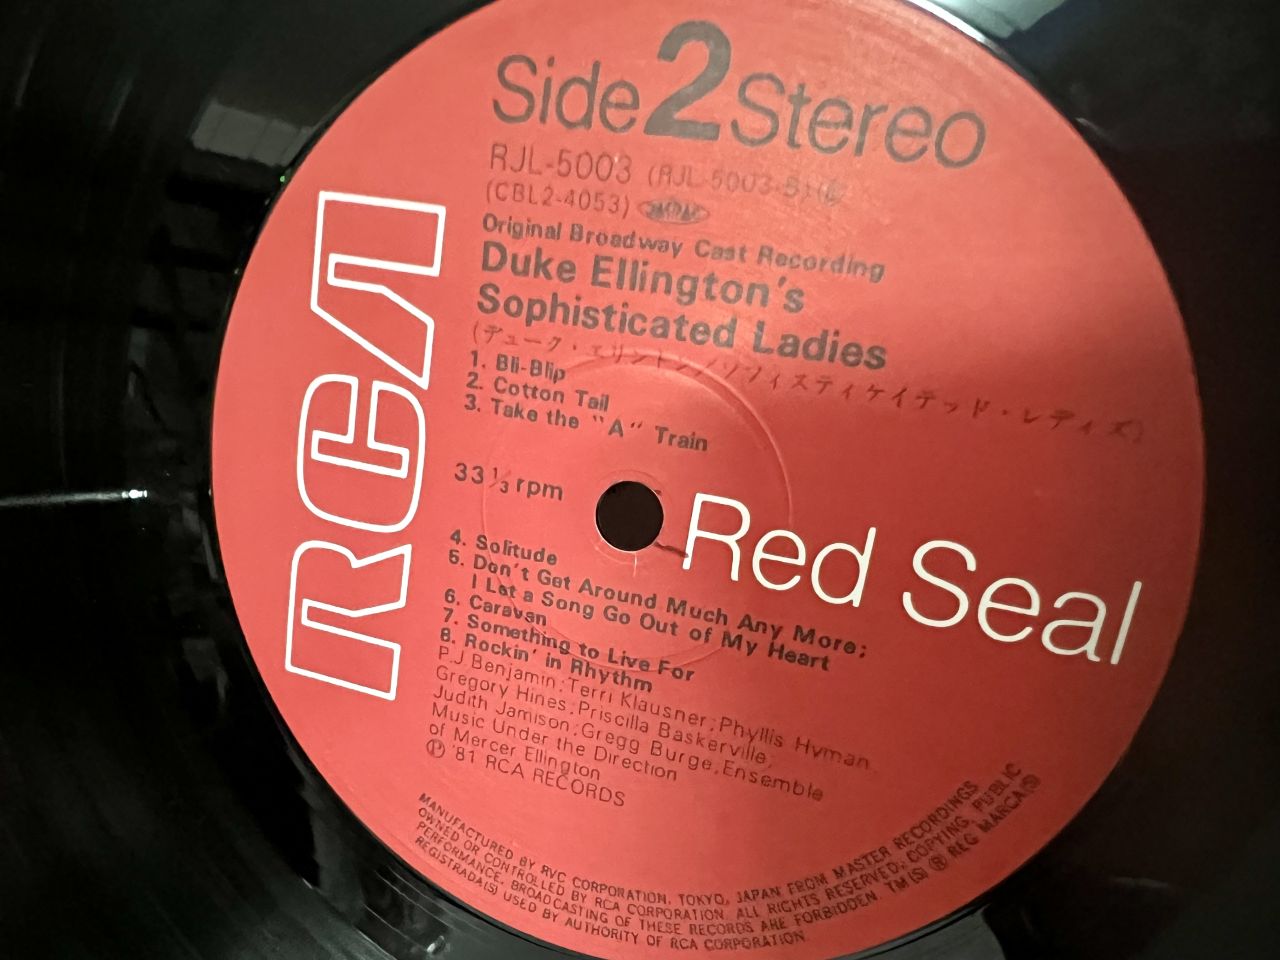 Side 2 Stereo
RJL-5003 (RJL-5003-B)
(CBL2-4053)
Original Broadway Cast Recording
Duke Ellington's
Sophisticated Ladies
(デューク・エリントン/ソフィスティケイテッド・レディズ)
1. Bli-Blip
2. Cotton Tail
3. Take the "A" Train
33 1/3 rpm
RCA
Red Seal
4. Solitude
5. Don't Get Around Much Any More;
I Let a Song Go Out of My Heart
6. Caravan
7. Something to Live For
8. Rockin' in Rhythm
P.J Benjamin; Terri Klausner; Phyllis Hyman
Gregory Hines; Priscilla Baskerville;
Judith Jamison; Gregg Burge; Ensemble
Music Under the Direction
of Mercer Ellington
Ⓟ '81 RCA RECORDS
MANUFACTURED BY RVC CORPORATION, TOKYO, JAPAN FROM MASTER RECORDINGS
OWNED OR CONTROLLED BY RCA CORPORATION. ALL RIGHTS RESERVED; COPYING, PUBLIC
PERFORMANCE, BROADCASTING OF THESE RECORDS ARE FORBIDDEN. TM(S) ® REG MARCA(S)
REGISTRADA(S) USED BY AUTHORITY OF RCA CORPORATION